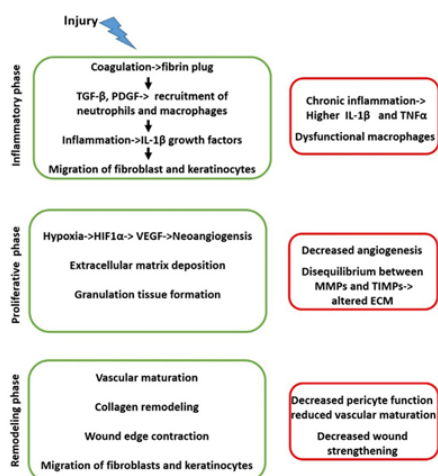 Injury
Inflammatory phase
Coagulation->fibrin plug
TGF-β, PDGF-> recruitment of
neutrophils and macrophages
Inflammation->IL-1β growth factors
Migration of fibroblast and keratinocytes
Chronic inflammation->
Higher IL-1β and TNFα
Dysfunctional macrophages
Proliferative phase
Hypoxia->HIF1α-> VEGF->Neoangiogensis
Extracellular matrix deposition
Granulation tissue formation
Decreased angiogenesis
Disequilibrium between
MMPs and TIMPs->
altered ECM
Remodeling phase
Vascular maturation
Collagen remodeling
Wound edge contraction
Migration of fibroblasts and keratinocytes
Decreased pericyte function
reduced vascular maturation
Decreased wound
strengthening